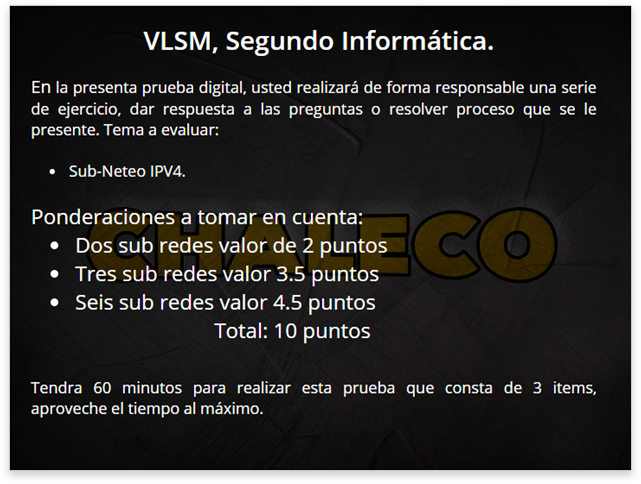 VLSM, Segundo Informática.
En la presenta prueba digital, usted realizará de forma responsable una serie
de ejercicio, dar respuesta a las preguntas o resolver proceso que se le
presente. Tema a evaluar:
• Sub-Neteo IPV4.
Ponderaciones a tomar en cuenta:
• Dos sub redes valor de 2 puntos
• Tres sub redes valor 3.5 puntos
• Seis sub redes valor 4.5 puntos
Total: 10 puntos
CHALECO
Tendra 60 minutos para realizar esta prueba que consta de 3 items,
aproveche el tiempo al máximo.